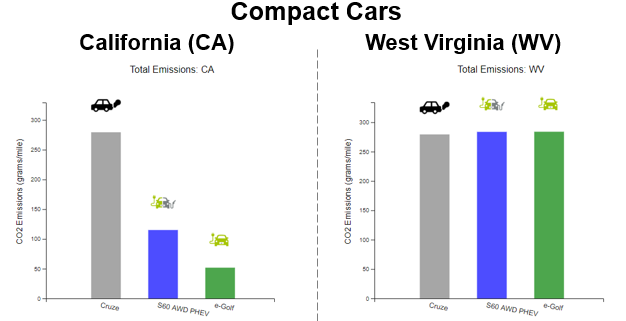 Compact Cars
California (CA)
West Virginia (WV)
Total Emissions: CA
Total Emissions: WV
CO2 Emissions (grams/mile)
300
250
200
150
100
50
0
Cruze
S60 AWD PHEV
e-Golf
CO2 Emissions (grams/mile)
300
250
200
150
100
50
0
Cruze
S60 AWD PHEV
e-Golf